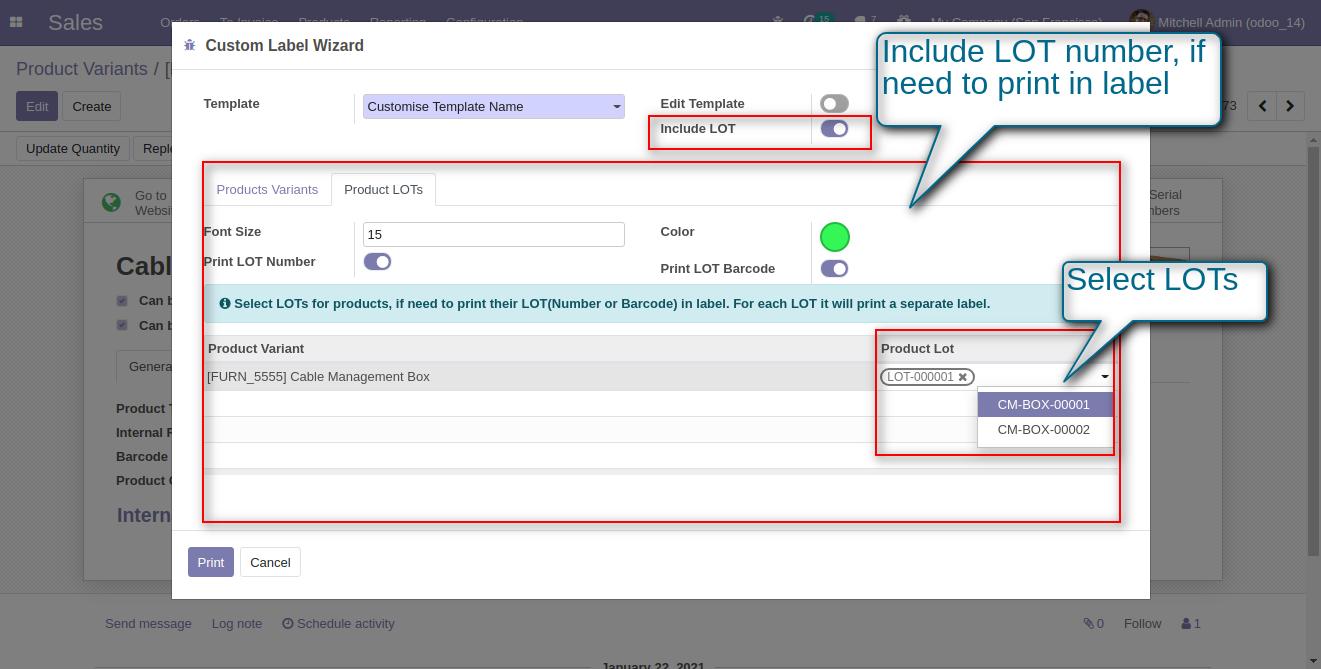 Sales
Orders To Invoice Products Reporting Configuration
15
7
My Company (San Francisco)
Mitchell Admin (odoo_14)
Product Variants / [
Edit
Create
73
Update Quantity
Go to
Custom Label Wizard
Include LOT number, if
need to print in label
Template
Customise Template Name
Edit Template
Include LOT
Products Variants
Product LOTs
Font Size
15
Color
Print LOT Number
Print LOT Barcode
Select LOTs
Select LOTs for products, if need to print their LOT(Number or Barcode) in label. For each LOT it will print a separate label.
Product Variant
Product Lot
[FURN_5555] Cable Management Box
LOT-000001
CM-BOX-00001
CM-BOX-00002
Serial
Can b
Can b
Product
Internal
Barcode
Product
Print
Cancel
Send message
Log note
Schedule activity
0
Follow
1
January 22, 2021